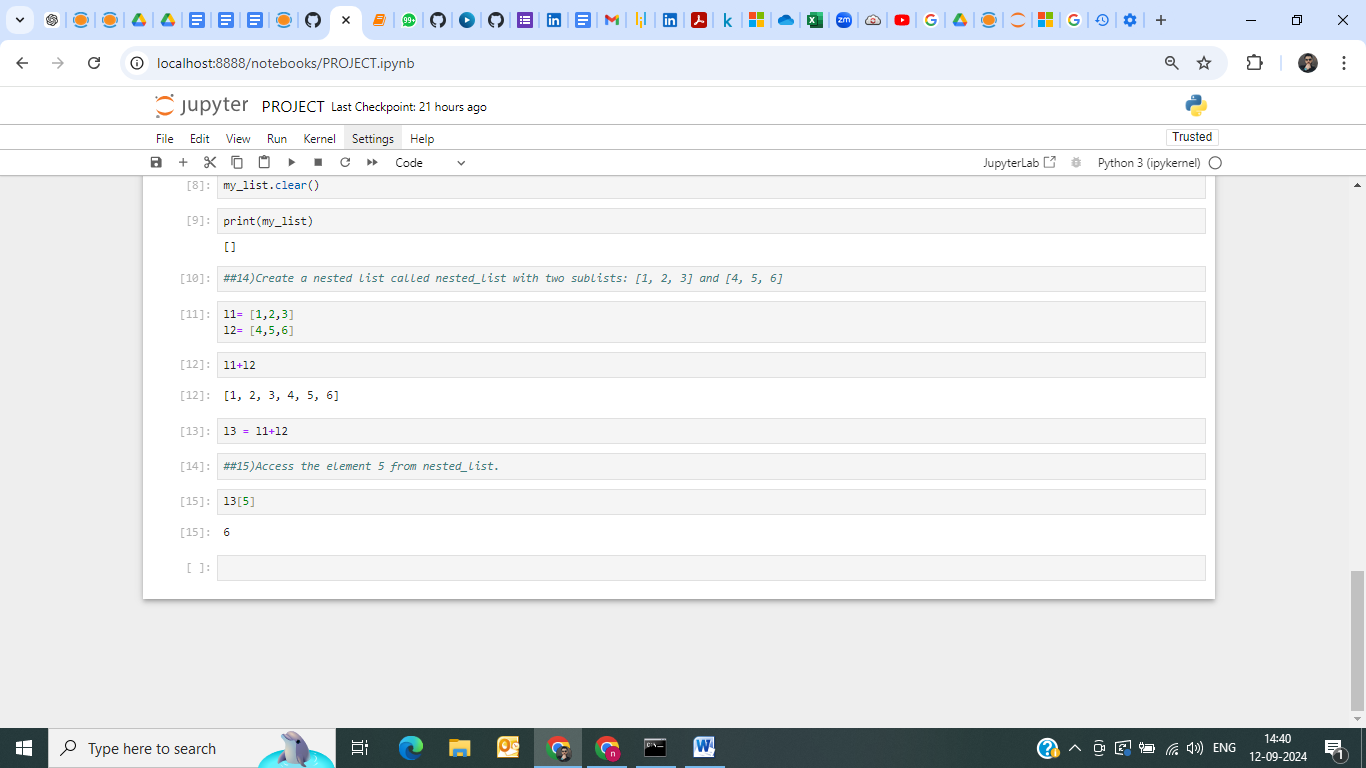 99+
localhost:8888/notebooks/PROJECT.ipynb
jupyter PROJECT Last Checkpoint: 21 hours ago
File Edit View Run Kernel Settings Help
Trusted
Code
JupyterLab
Python 3 (ipykernel)
[8]: my_list.clear()
[9]: print(my_list)
[]
[10]: ##14)Create a nested list called nested_list with two sublists: [1, 2, 3] and [4, 5, 6]
[11]: l1= [1,2,3]
l2= [4,5,6]
[12]: l1+l2
[12]: [1, 2, 3, 4, 5, 6]
[13]: l3 = l1+l2
[14]: ##15)Access the element 5 from nested_list.
[15]: l3[5]
[15]: 6
[ ]:
Type here to search
ENG
14:40
12-09-2024
1